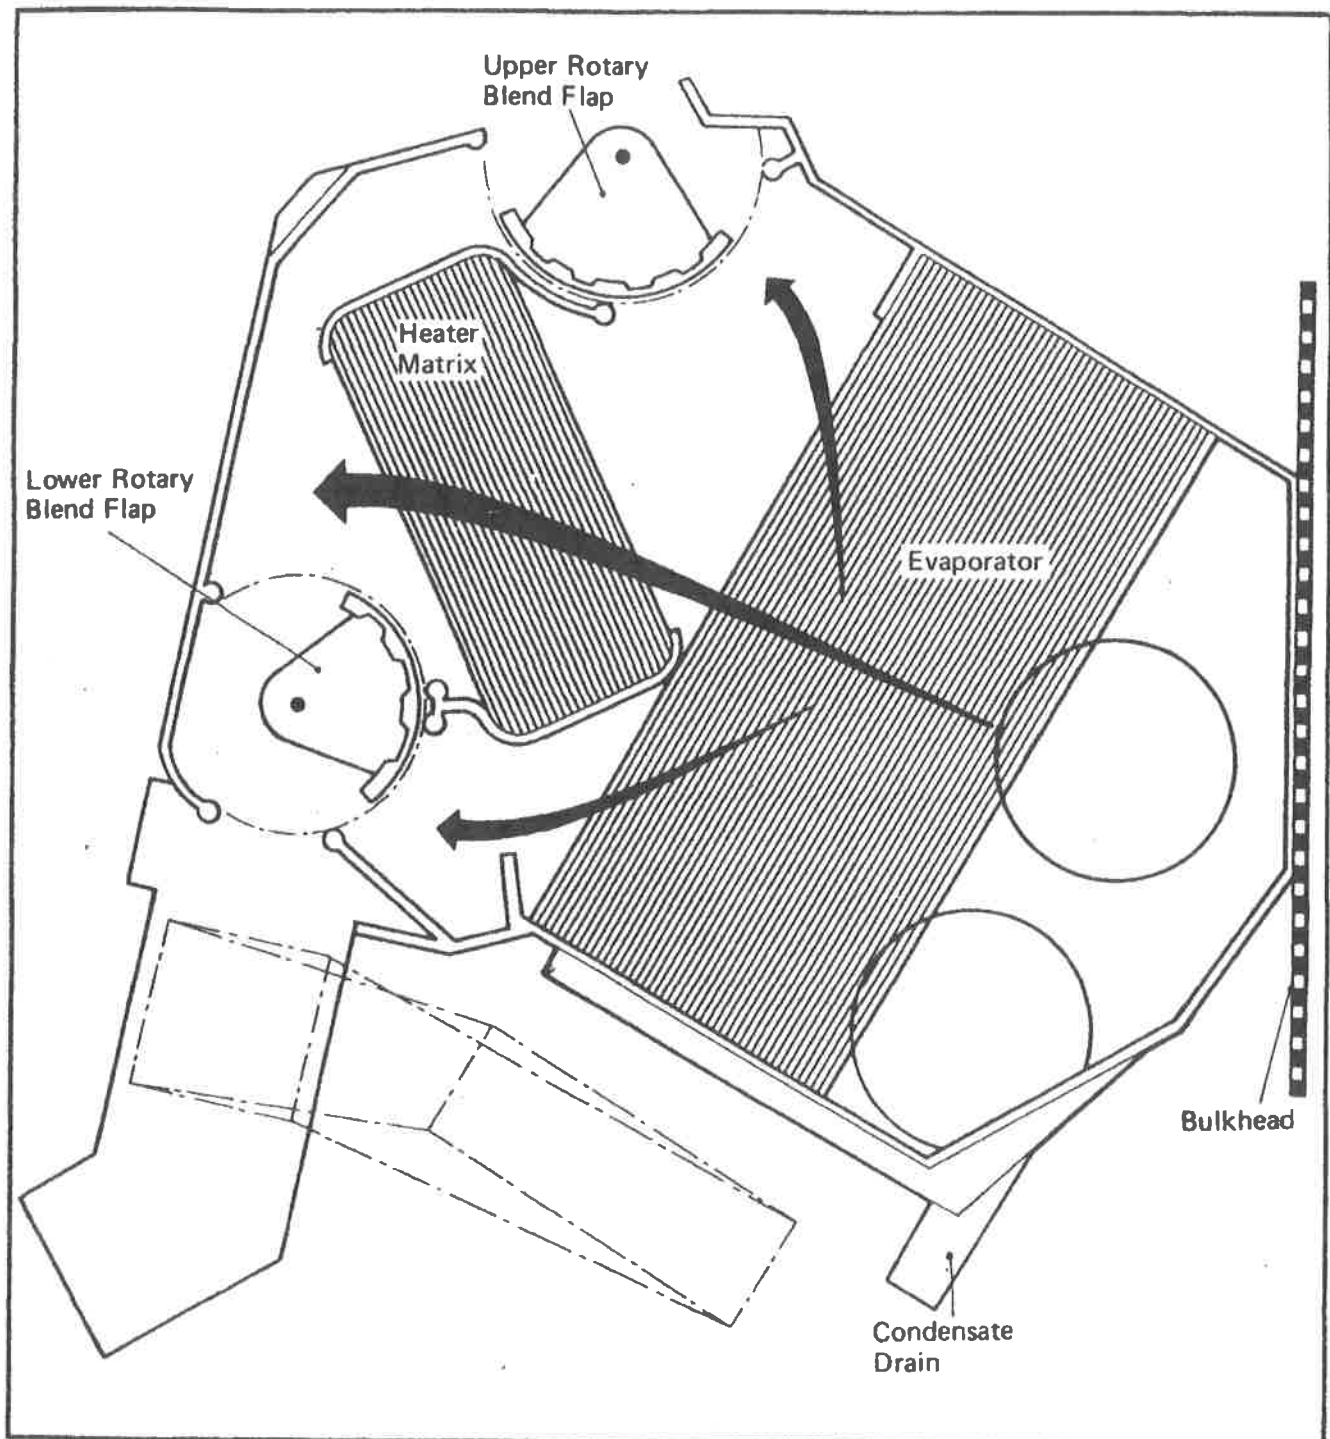 Upper Rotary
Blend Flap
Heater
Matrix
Lower Rotary
Blend Flap
Evaporator
Bulkhead
Condensate
Drain